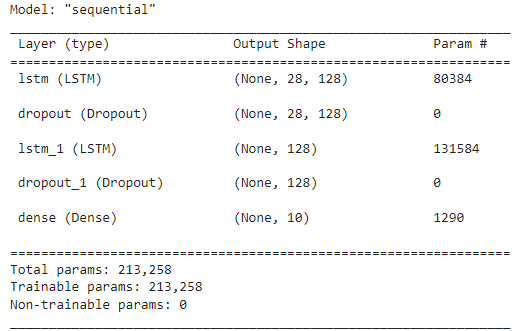 Model: "sequential"
Layer (type) Output Shape Param #
lstm (LSTM) (None, 28, 128) 80384
dropout (Dropout) (None, 28, 128) 0
lstm_1 (LSTM) (None, 128) 131584
dropout_1 (Dropout) (None, 128) 0
dense (Dense) (None, 10) 1290
Total params: 213,258
Trainable params: 213,258
Non-trainable params: 0